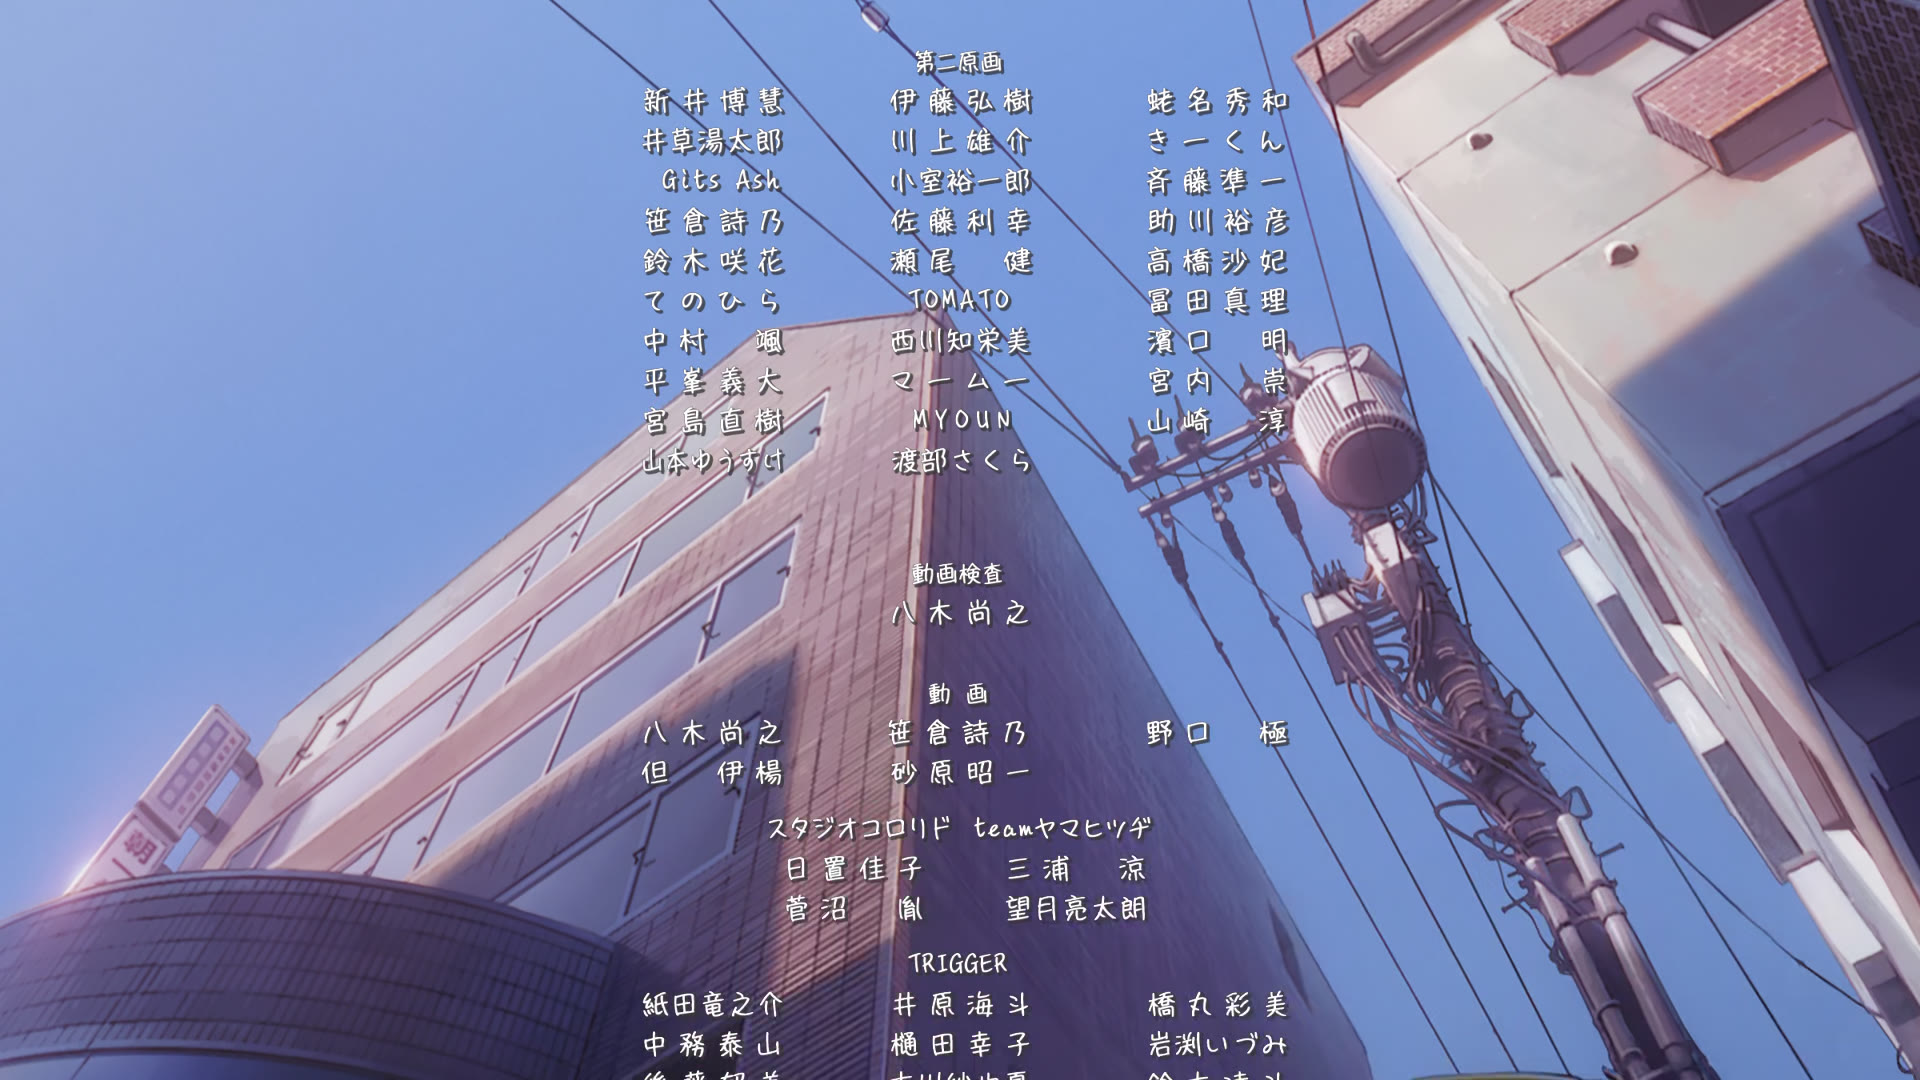 第二原画
新井博慧 伊藤弘樹 蛯名秀和
井草湯太郎 川上雄介 きーくん
Gits Ash 小室裕一郎 斉藤準一
笹倉詩乃 佐藤利幸 助川裕彦
鈴木咲花 瀬尾 健 高橋沙妃
てのひら TOMATO 冨田真理
中村 颯 西川知栄美 濱口 明
平峯義大 マームー 宮内 崇
宮島直樹 MYOUN 山崎 淳
山本ゆうすけ 渡部さくら
動画検査
八木尚之
動画
八木尚之 笹倉詩乃 野口 極
但 伊楊 砂原昭一
スタジオコロリド teamヤマヒツヂ
日置佳子 三浦 涼
菅沼 胤 望月亮太朗
TRIGGER
紙田竜之介 井原海斗 橋丸彩美
中務泰山 樋田幸子 岩渕いづみ